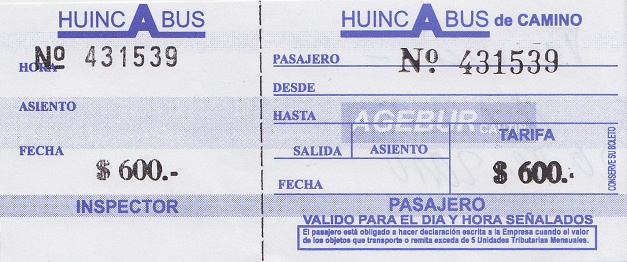 HUINCABUS
Nº 431539
HORA
ASIENTO
FECHA
$ 600.-
INSPECTOR
HUINCABUS de CAMINO
PASAJERO Nº 431539
DESDE
HASTA
AGEBUR
TARIFA
SALIDA ASIENTO
$ 600.-
FECHA
CONSERVE SU BOLETO
PASAJERO
VALIDO PARA EL DIA Y HORA SEÑALADOS
El pasajero está obligado a hacer declaración escrita a la Empresa cuando el valor
de los objetos que transporte o remita exceda de 5 Unidades Tributarias Mensuales.